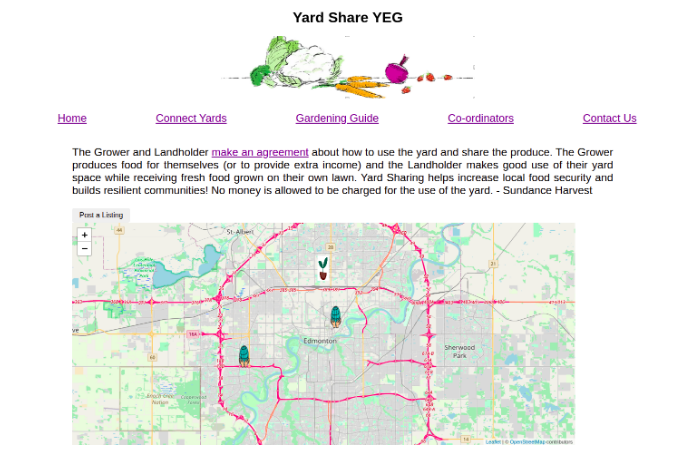 Yard Share YEG
Home Connect Yards Gardening Guide Co-ordinators Contact Us
The Grower and Landholder make an agreement about how to use the yard and share the produce. The Grower
produces food for themselves (or to provide extra income) and the Landholder makes good use of their yard
space while receiving fresh food grown on their own lawn. Yard Sharing helps increase local food security and
builds resilient communities! No money is allowed to be charged for the use of the yard. - Sundance Harvest
Post a Listing
+
−
St. Albert
28
21
16A
60
Edmonton
Sherwood
Park
14
Leaflet | © OpenStreetMap contributors